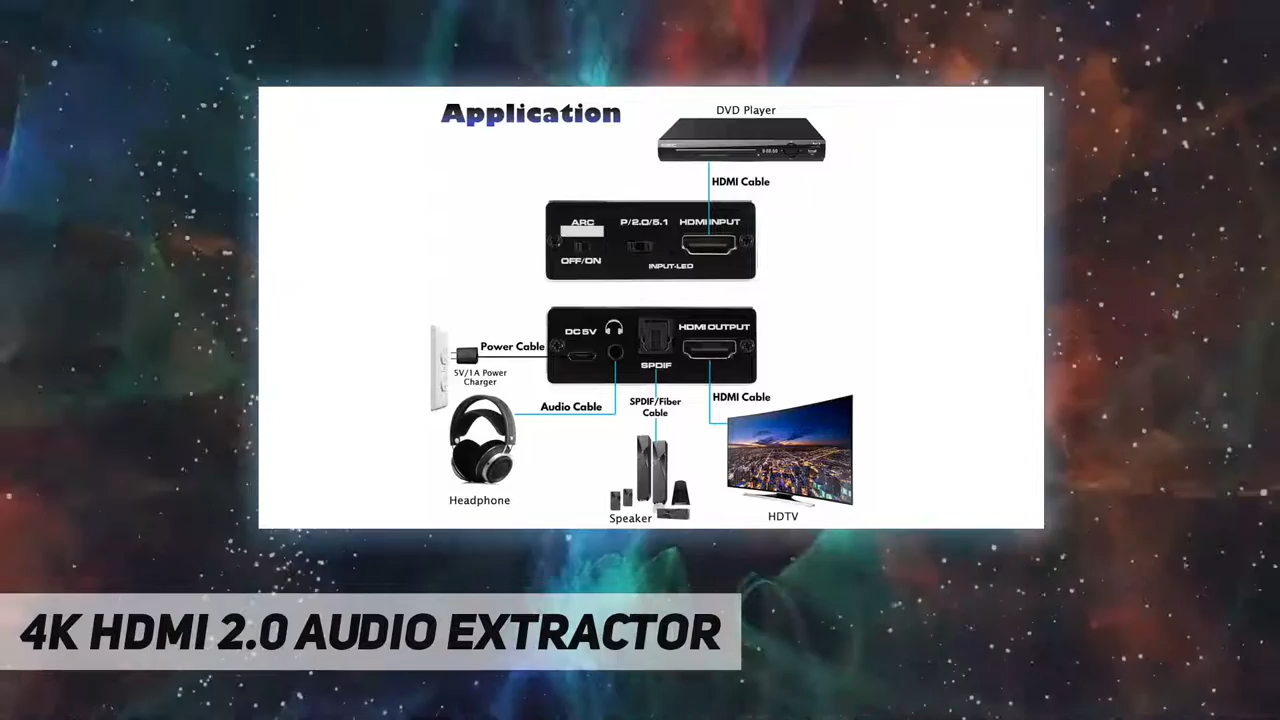 Application
DVD Player
HDMI Cable
ARC
P/2.0/5.1
HDMI INPUT
OFF/ON
INPUT-LED
DC 5V
HDMI OUTPUT
SPDIF
Power Cable
5V/1A Power
Charger
Audio Cable
SPDIF/Fiber
Cable
HDMI Cable
Headphone
Speaker
HDTV
4K HDMI 2.0 AUDIO EXTRACTOR